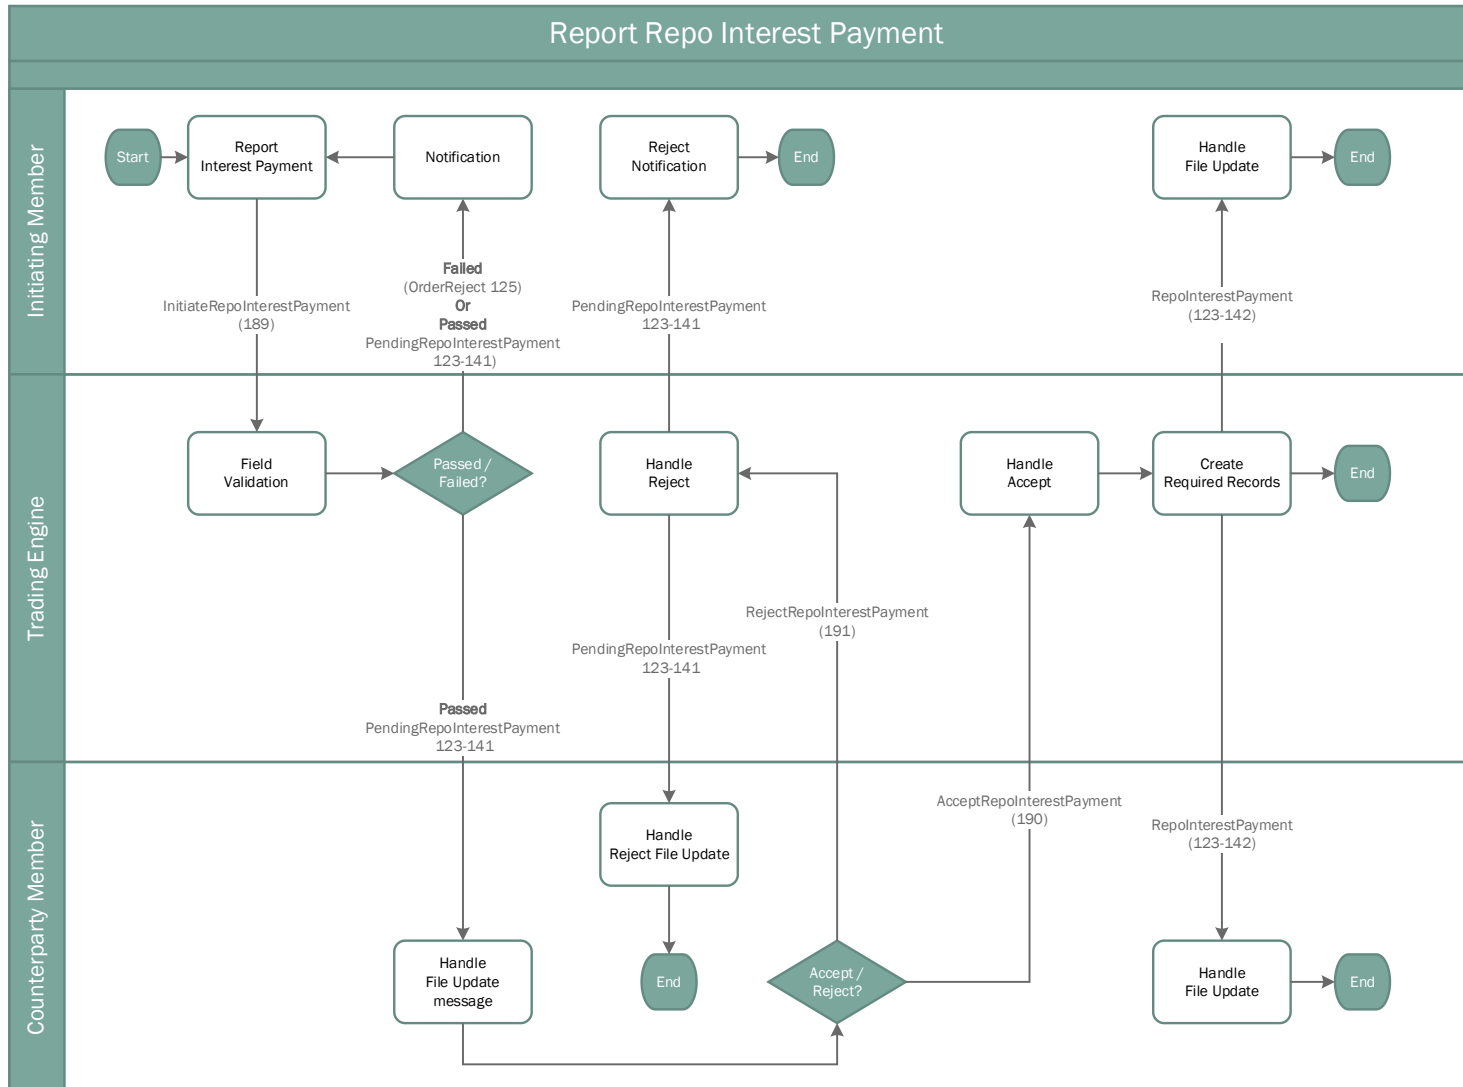 Report Repo Interest Payment
Initiating Member
Start
Report
Interest Payment
Notification
Reject
Notification
End
Handle
File Update
End
InitiateRepoInterestPayment
(189)
Failed
(OrderReject 125)
Or
Passed
PendingRepoInterestPayment
123-141)
PendingRepoInterestPayment
123-141
RepoInterestPayment
(123-142)
Trading Engine
Field
Validation
Passed /
Failed?
Handle
Reject
Handle
Accept
Create
Required Records
End
RejectRepoInterestPayment
(191)
PendingRepoInterestPayment
123-141
Passed
PendingRepoInterestPayment
123-141
Counterparty Member
AcceptRepoInterestPayment
(190)
RepoInterestPayment
(123-142)
Handle
Reject File Update
Handle
File Update
message
End
Accept /
Reject?
Handle
File Update
End